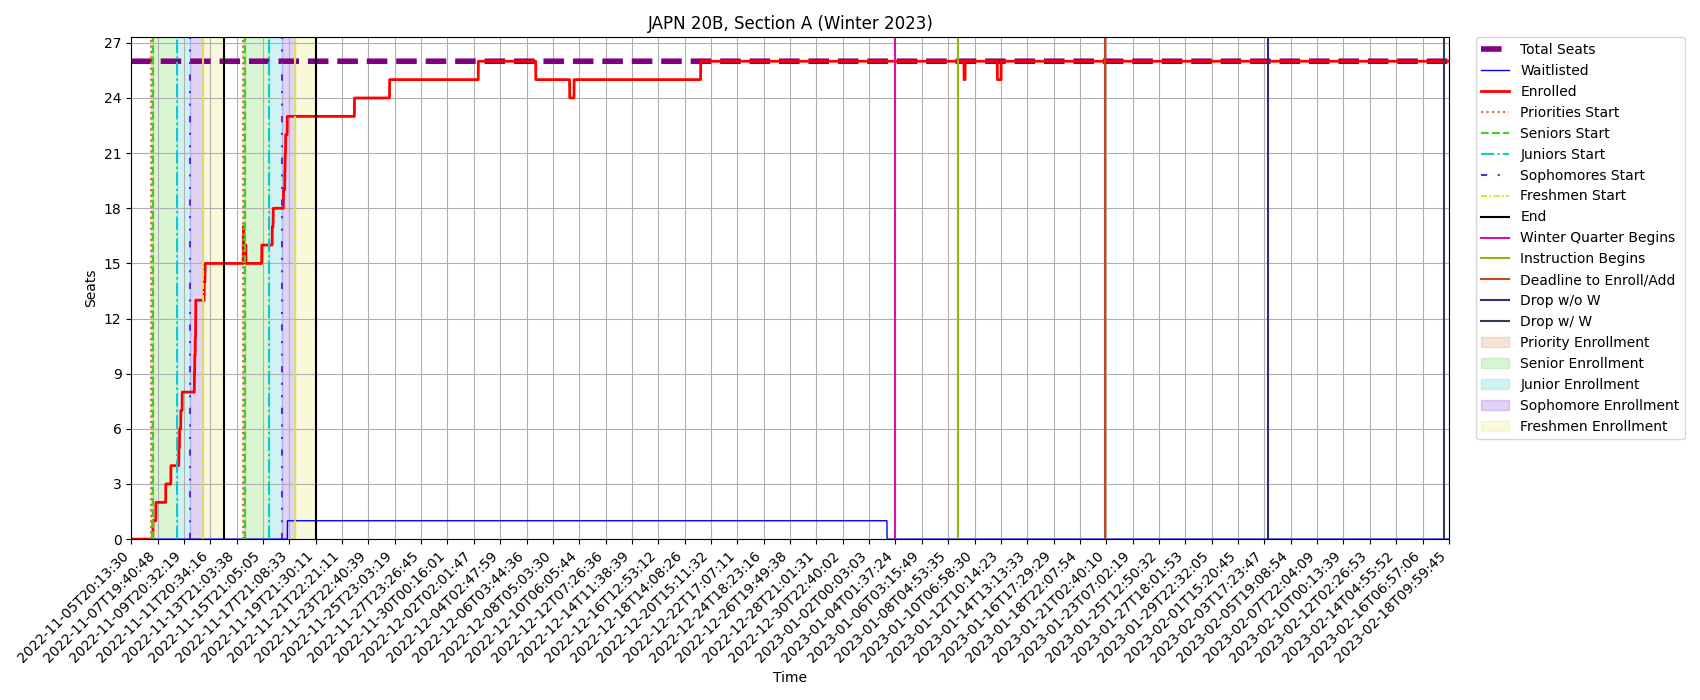 JAPN 20B, Section A (Winter 2023)
27
24
21
18
15
12
9
6
3
0
Seats
2022-11-05T20:13:30
2022-11-07T19:40:48
2022-11-09T20:32:19
2022-11-11T20:34:16
2022-11-13T21:03:38
2022-11-15T21:05:05
2022-11-17T21:08:33
2022-11-19T21:30:11
2022-11-21T22:21:11
2022-11-23T22:40:39
2022-11-25T23:03:19
2022-11-27T23:26:45
2022-11-30T00:16:01
2022-12-02T02:01:47
2022-12-04T02:47:59
2022-12-06T03:44:36
2022-12-08T05:03:30
2022-12-10T06:05:44
2022-12-12T07:26:36
2022-12-14T11:38:39
2022-12-16T12:53:12
2022-12-18T14:08:26
2022-12-20T15:11:32
2022-12-22T17:07:11
2022-12-24T18:23:16
2022-12-26T19:49:38
2022-12-28T21:01:31
2022-12-30T22:40:02
2023-01-02T00:03:03
2023-01-04T01:37:24
2023-01-06T03:15:49
2023-01-08T04:53:35
2023-01-10T06:58:30
2023-01-12T10:14:23
2023-01-14T13:13:33
2023-01-16T17:29:29
2023-01-18T22:07:54
2023-01-21T02:40:10
2023-01-23T07:02:19
2023-01-25T12:50:32
2023-01-27T18:01:53
2023-01-29T22:32:05
2023-02-01T15:20:45
2023-02-03T17:23:47
2023-02-05T19:08:54
2023-02-07T22:04:09
2023-02-10T00:13:39
2023-02-12T02:26:53
2023-02-14T04:55:52
2023-02-16T06:57:06
2023-02-18T09:59:45
Time
Total Seats
Waitlisted
Enrolled
Priorities Start
Seniors Start
Juniors Start
Sophomores Start
Freshmen Start
End
Winter Quarter Begins
Instruction Begins
Deadline to Enroll/Add
Drop w/o W
Drop w/ W
Priority Enrollment
Senior Enrollment
Junior Enrollment
Sophomore Enrollment
Freshmen Enrollment